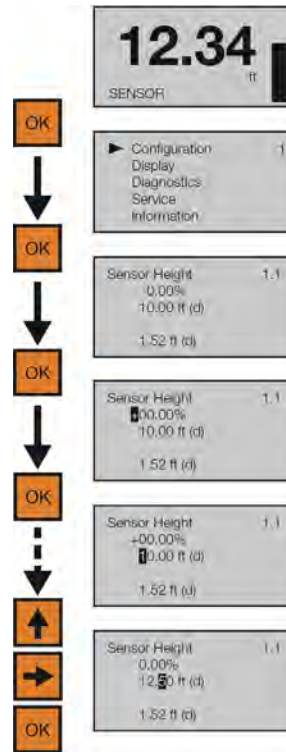 12.34
ft
SENSOR
OK
► Configuration 1
Display
Diagnostics
Service
Information
OK
Sensor Height 1.1
0.00%
10.00 ft (d)
1.52 ft (d)
OK
Sensor Height 1.1
+00.00%
10.00 ft (d)
1.52 ft (d)
OK
Sensor Height 1.1
+00.00%
10.00 ft (d)
1.52 ft (d)
Sensor Height 1.1
0.00%
12.50 ft (d)
1.52 ft (d)
OK